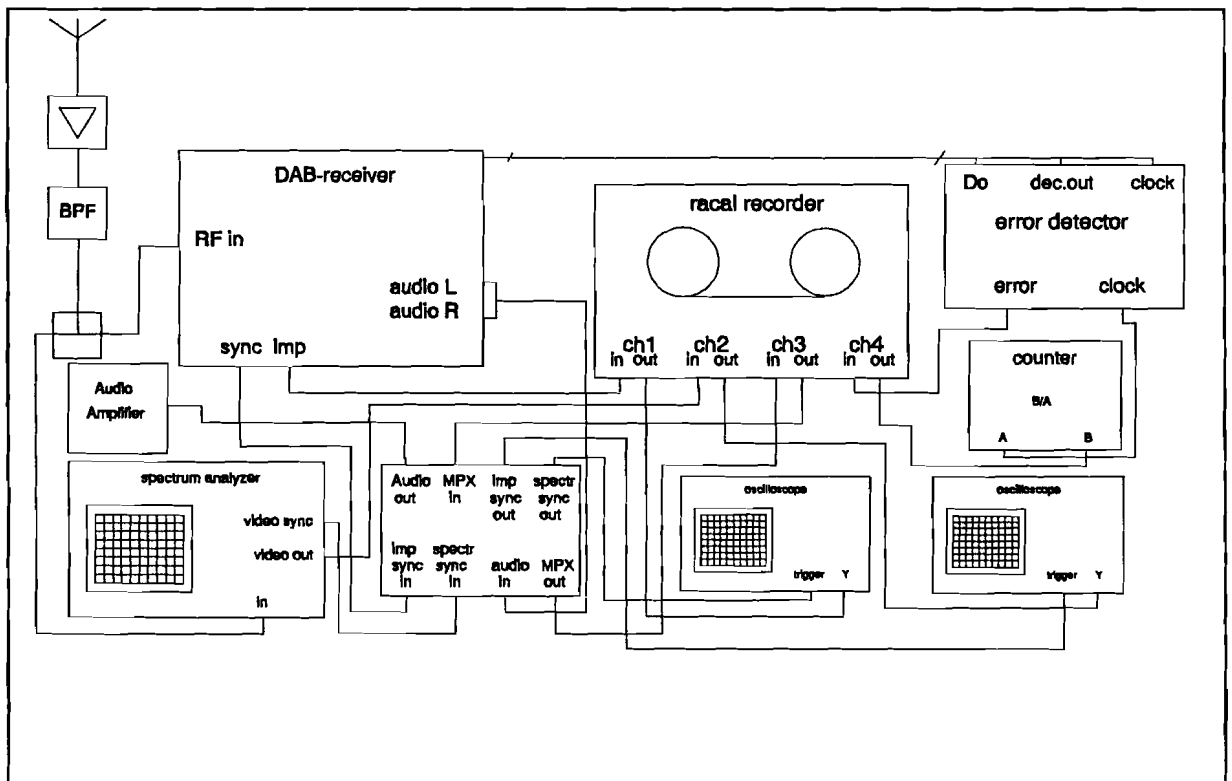 BPF
DAB-receiver
RF in
audio L
audio R
sync imp
racal recorder
ch1 ch2 ch3 ch4
in out in out in out in out
Do dec.out clock
error detector
error clock
counter
B/A
A B
Audio
Amplifier
spectrum analyzer
video sync
video out
in
Audio MPX imp spectr
out in sync sync
out out
imp spectr audio MPX
sync sync in out
in in
oscilloscope
trigger Y
oscilloscope
trigger Y